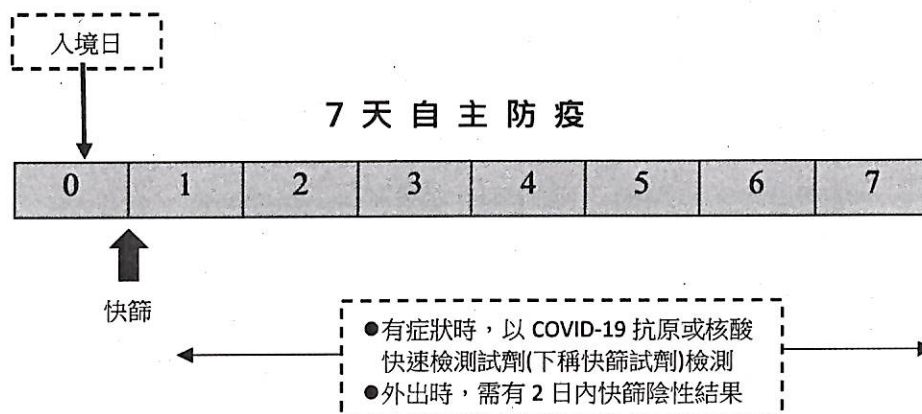 入境日
7 天 自 主 防 疫
0 1 2 3 4 5 6 7
快篩
●有症狀時，以 COVID-19 抗原或核酸
快速檢測試劑(下稱快篩試劑)檢測
●外出時，需有 2 日內快篩陰性結果